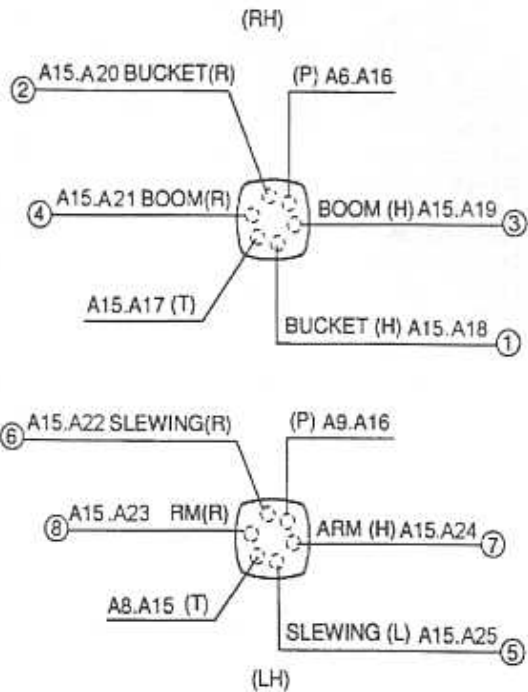 (RH)
A15.A20 BUCKET(R)
(P) A6.A16
②
A15.A21 BOOM(R)
④
BOOM (H) A15.A19
③
A15.A17 (T)
BUCKET (H) A15.A18
①
A15.A22 SLEWING(R)
(P) A9.A16
⑥
A15.A23 RM(R)
⑧
ARM (H) A15.A24
⑦
A8.A15 (T)
SLEWING (L) A15.A25
⑤
(LH)